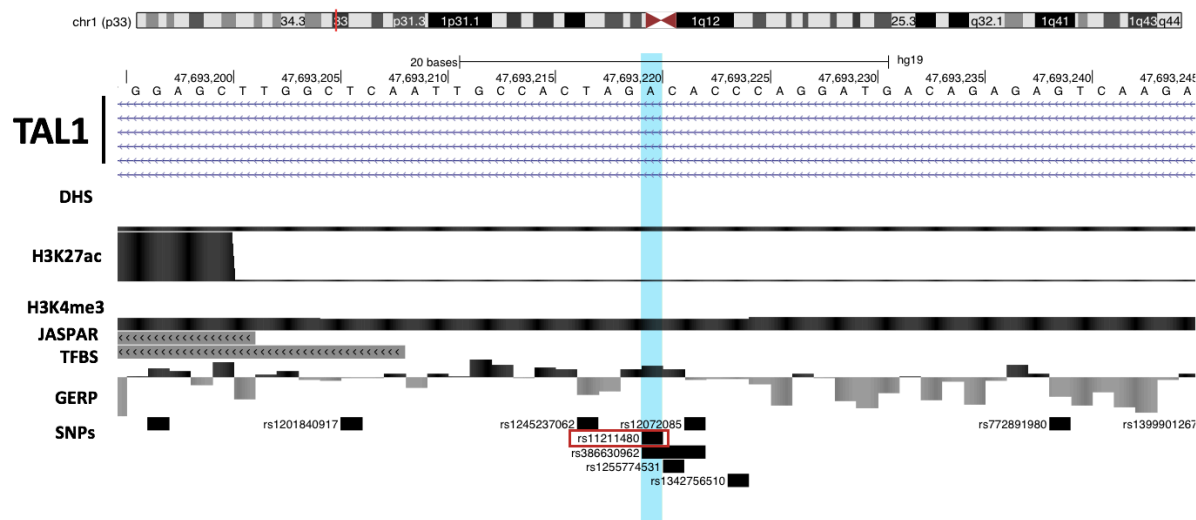 chr1 (p33)
34.3
33
p31.3
1p31.1
1q12
25.3
q32.1
1q41
1q43
q44
20 bases
hg19
47,693,200
47,693,205
47,693,210
47,693,215
47,693,220
47,693,225
47,693,230
47,693,235
47,693,240
47,693,245
G G A G C T T G G C T C A A T T G C A C T A G A C A C C C A G G A T G A C A G A G A G T C A A G A
TAL1
DHS
H3K27ac
H3K4me3
JASPAR
TFBS
GERP
SNPs
rs1201840917
rs1245237062
rs12072085
rs772891980
rs1399901267
rs11211480
rs386630962
rs1255774531
rs1342756510